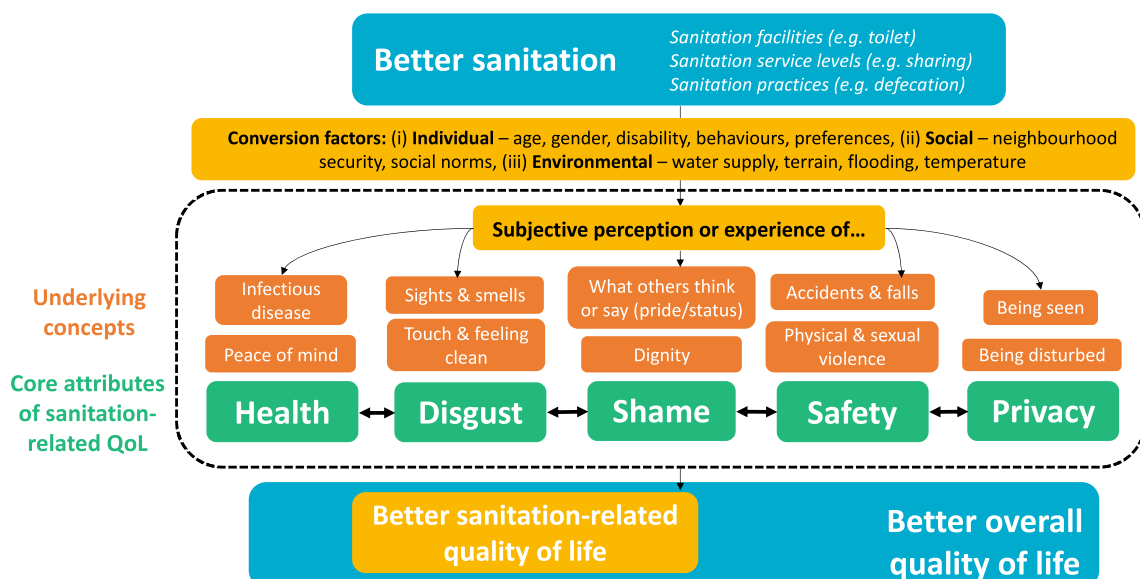 Better sanitation
Sanitation facilities (e.g. toilet)
Sanitation service levels (e.g. sharing)
Sanitation practices (e.g. defecation)
Conversion factors: (i) Individual – age, gender, disability, behaviours, preferences, (ii) Social – neighbourhood
security, social norms, (iii) Environmental – water supply, terrain, flooding, temperature
Subjective perception or experience of…
Underlying
concepts
Infectious
disease
Sights & smells
What others think
or say (pride/status)
Accidents & falls
Being seen
Peace of mind
Touch & feeling
clean
Dignity
Physical & sexual
violence
Being disturbed
Core attributes
of sanitation-
related QoL
Health
Disgust
Shame
Safety
Privacy
Better sanitation-related
quality of life
Better overall
quality of life